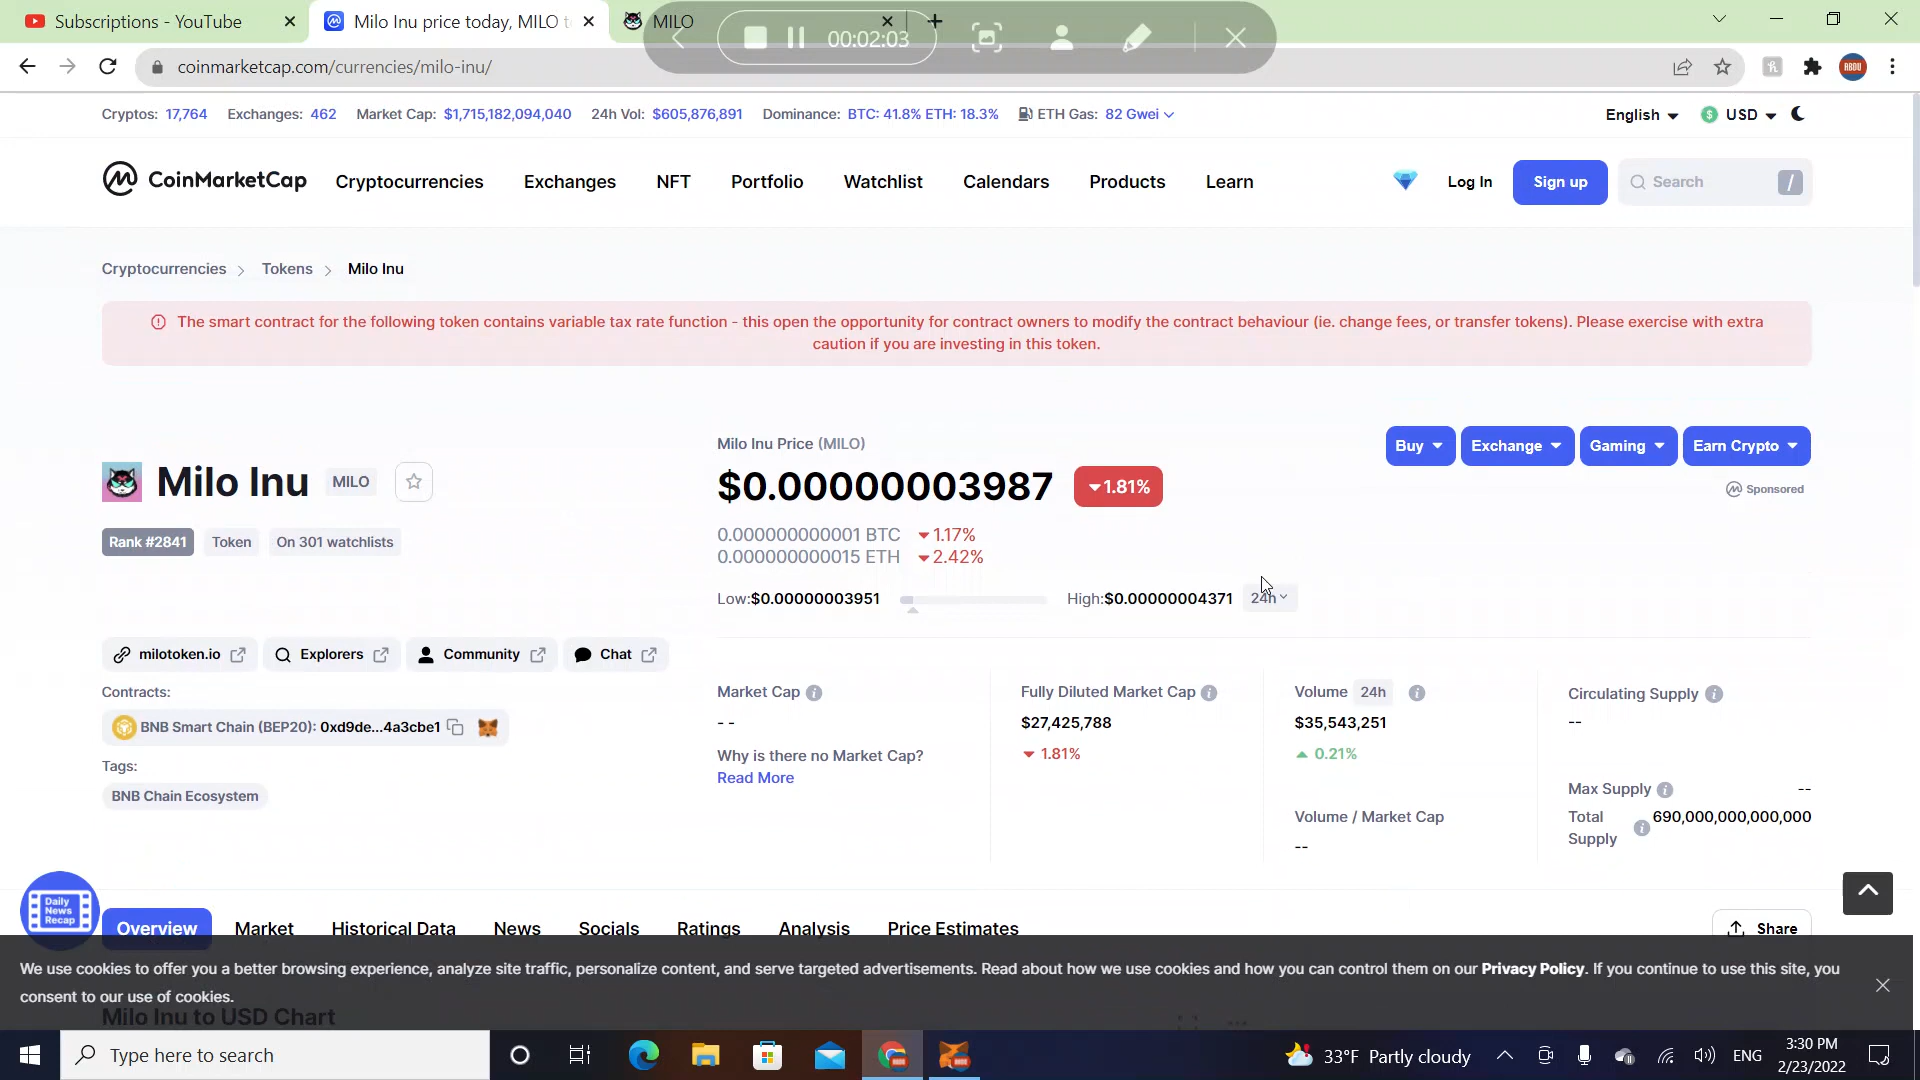 Subscriptions - YouTube
Milo Inu price today, MILO t
MILO
00:02:03
coinmarketcap.com/currencies/milo-inu/
ABDU
Cryptos: 17,764 Exchanges: 462 Market Cap: $1,715,182,094,040 24h Vol: $605,876,891 Dominance: BTC: 41.8% ETH: 18.3% ETH Gas: 82 Gwei
English
$ USD
CoinMarketCap
Cryptocurrencies Exchanges NFT Portfolio Watchlist Calendars Products Learn
Log In
Sign up
Search /
Cryptocurrencies > Tokens > Milo Inu
The smart contract for the following token contains variable tax rate function - this open the opportunity for contract owners to modify the contract behaviour (ie. change fees, or transfer tokens). Please exercise with extra
caution if you are investing in this token.
Milo Inu MILO
Rank #2841 Token On 301 watchlists
milotoken.io Explorers Community Chat
Contracts:
BNB Smart Chain (BEP20): 0xd9de...4a3cbe1
Tags:
BNB Chain Ecosystem
Milo Inu Price (MILO)
$0.00000003987 1.81%
0.000000000001 BTC 1.17%
0.000000000015 ETH 2.42%
Low:$0.00000003951
High:$0.00000004371
24h
Buy Exchange Gaming Earn Crypto
Sponsored
Market Cap
- -
Why is there no Market Cap?
Read More
Fully Diluted Market Cap
$27,425,788
1.81%
Volume 24h
$35,543,251
0.21%
Volume / Market Cap
--
Circulating Supply
--
Max Supply --
Total
Supply
690,000,000,000,000
Daily
News
Recap
Overview Market Historical Data News Socials Ratings Analysis Price Estimates
Share
We use cookies to offer you a better browsing experience, analyze site traffic, personalize content, and serve targeted advertisements. Read about how we use cookies and how you can control them on our Privacy Policy. If you continue to use this site, you
consent to our use of cookies.
Milo Inu to USD Chart
Type here to search
33°F Partly cloudy
ENG
3:30 PM
2/23/2022